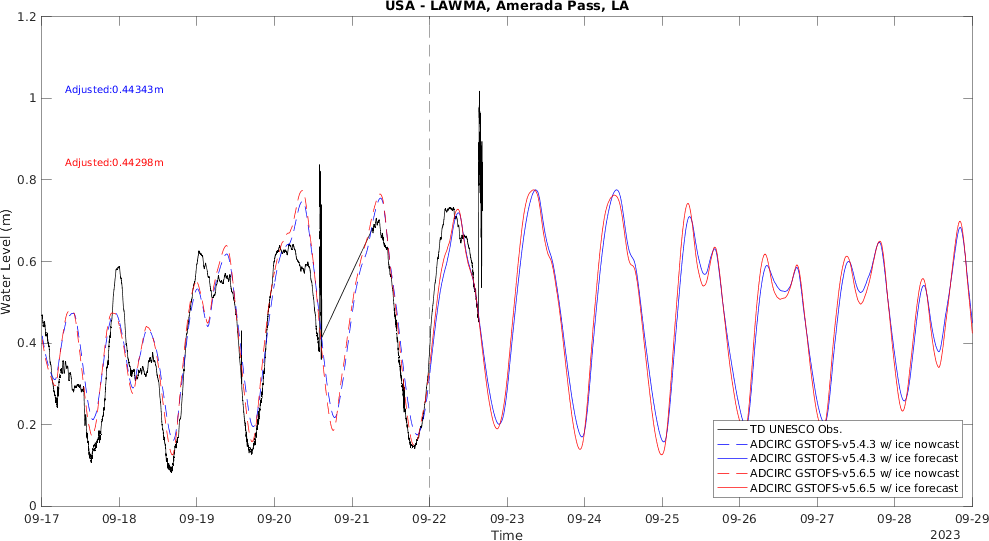 USA - LAWMA, Amerada Pass, LA
1.2
Adjusted:0.44343m
1
Adjusted:0.44298m
0.8
Water Level (m)
0.6
0.4
0.2
0
TD UNESCO Obs.
ADCIRC GSTOFS-v5.4.3 w/ ice nowcast
ADCIRC GSTOFS-v5.4.3 w/ ice forecast
ADCIRC GSTOFS-v5.6.5 w/ ice nowcast
ADCIRC GSTOFS-v5.6.5 w/ ice forecast
09-17 09-18 09-19 09-20 09-21 09-22 09-23 09-24 09-25 09-26 09-27 09-28 09-29
Time
2023